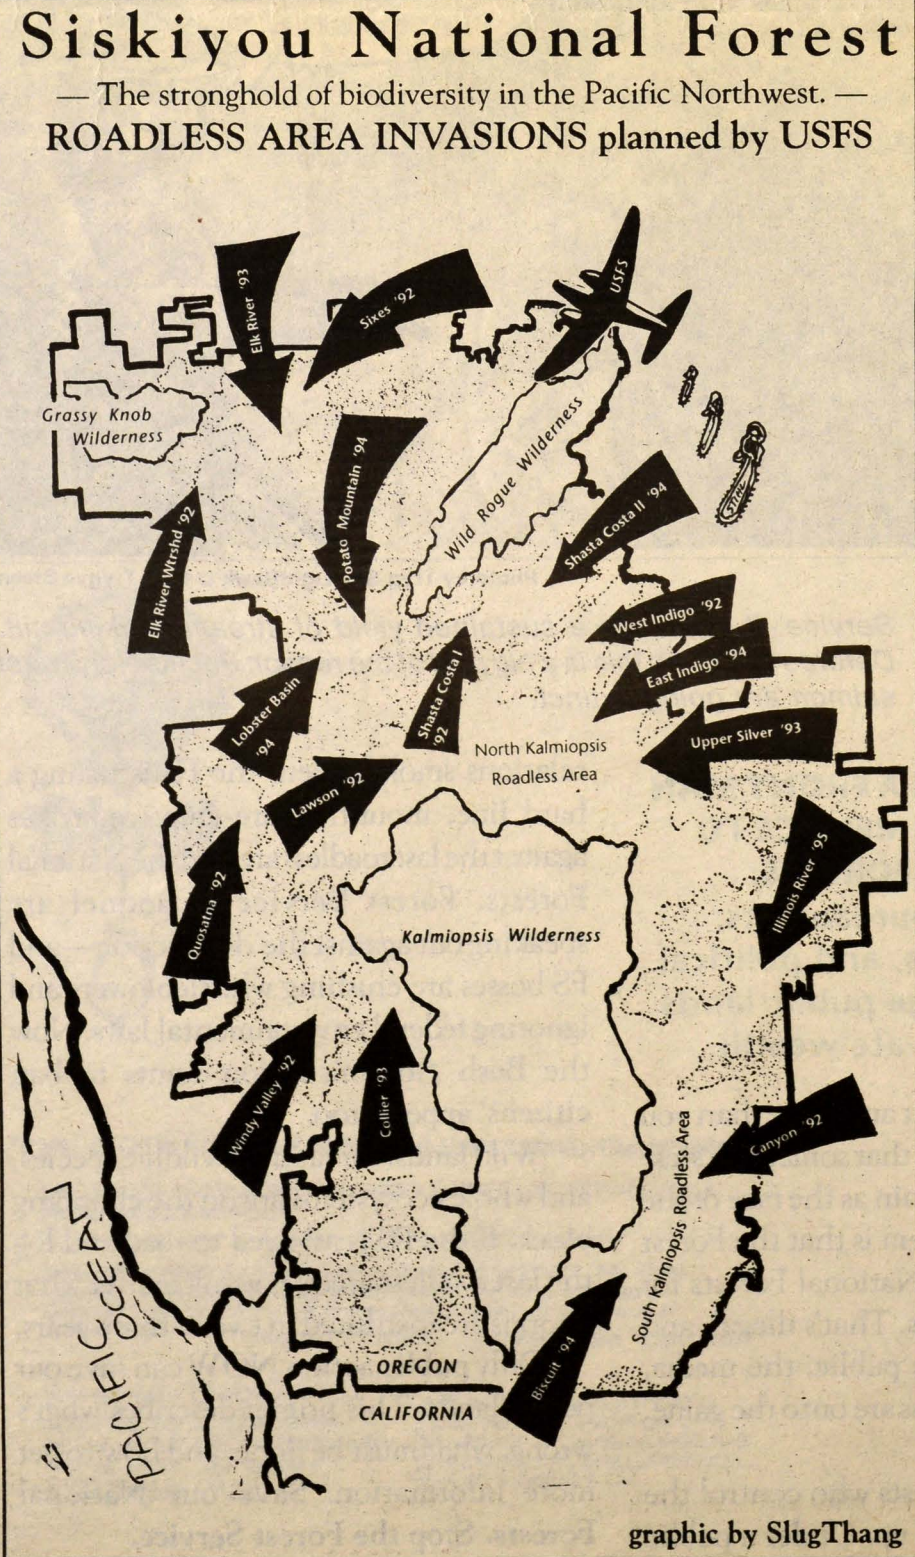 Siskiyou National Forest
— The stronghold of biodiversity in the Pacific Northwest. —
ROADLESS AREA INVASIONS planned by USFS
Elk River '93
Sixes '92
USFS
Grassy Knob
Wilderness
Potato Mountain '94
Wild Rogue Wilderness
STIHL
Shasta Costa II '94
Elk River Wtrshd '92
West Indigo '92
East Indigo '94
Lobster Basin
'94
Shasta Costa I
'92
Upper Silver '93
North Kalmiopsis
Roadless Area
Lawson '92
Illinois River '95
Quosatna '92
Kalmiopsis Wilderness
Windy Valley '92
Collier '93
Canyon '92
South Kalmiopsis Roadless Area
PACIFIC
OCEAN
Biscuit '94
OREGON
CALIFORNIA
graphic by SlugThang